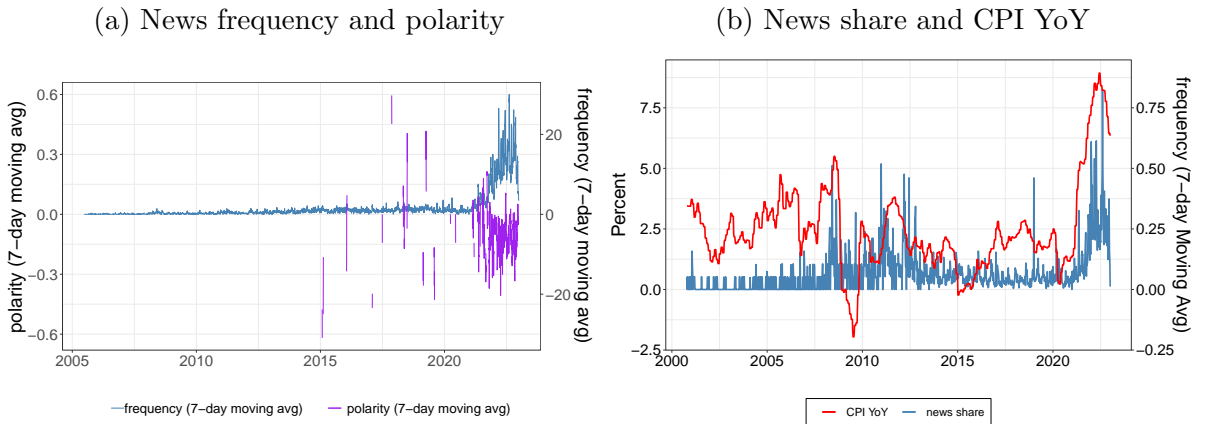 (a) News frequency and polarity
polarity (7−day moving avg)
0.6
0.3
0.0
−0.3
−0.6
20
0
−20
frequency (7−day moving avg)
2005
2010
2015
2020
frequency (7−day moving avg)
polarity (7−day moving avg)
(b) News share and CPI YoY
Percent
7.5
5.0
2.5
0.0
−2.5
0.75
0.50
0.25
0.00
−0.25
frequency (7−day Moving Avg)
2000
2005
2010
2015
2020
CPI YoY
news share